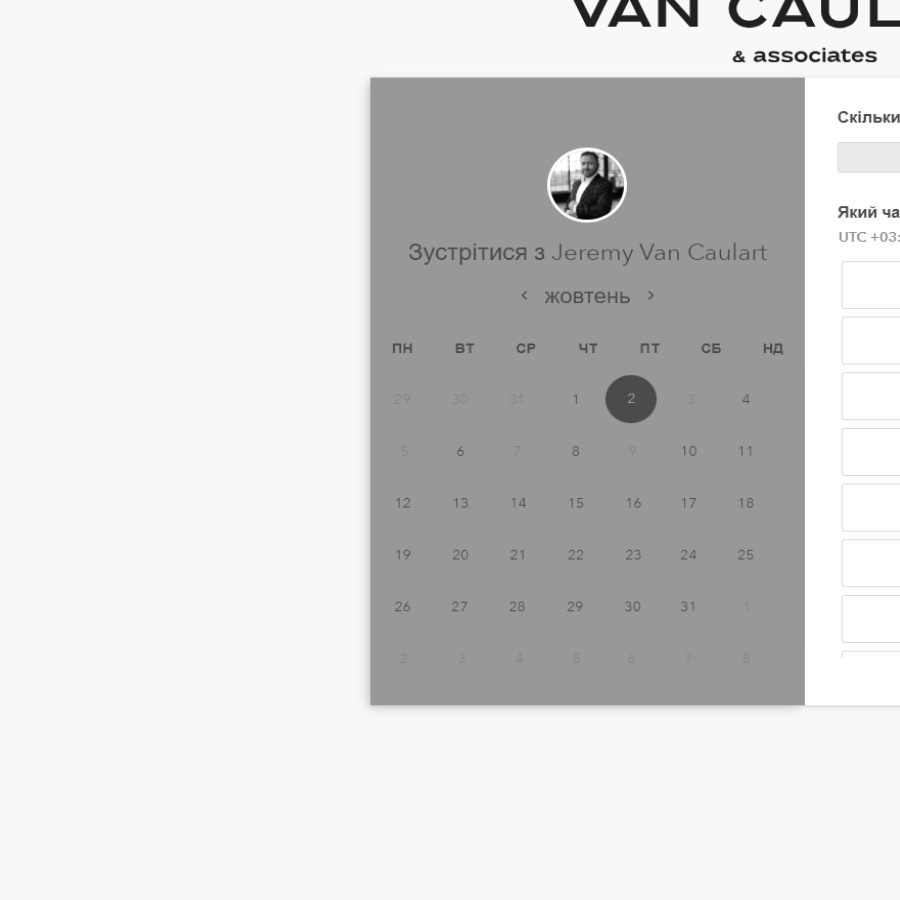 VAN CAUL
& associates
Зустрітися з Jeremy Van Caulart
жовтень
ПН ВТ СР ЧТ ПТ СБ НД
29 30 31 1 2 3 4
5 6 7 8 9 10 11
12 13 14 15 16 17 18
19 20 21 22 23 24 25
26 27 28 29 30 31 1
2 3 4 5 6 7 8
Скільки
Який ча
UTC +03: